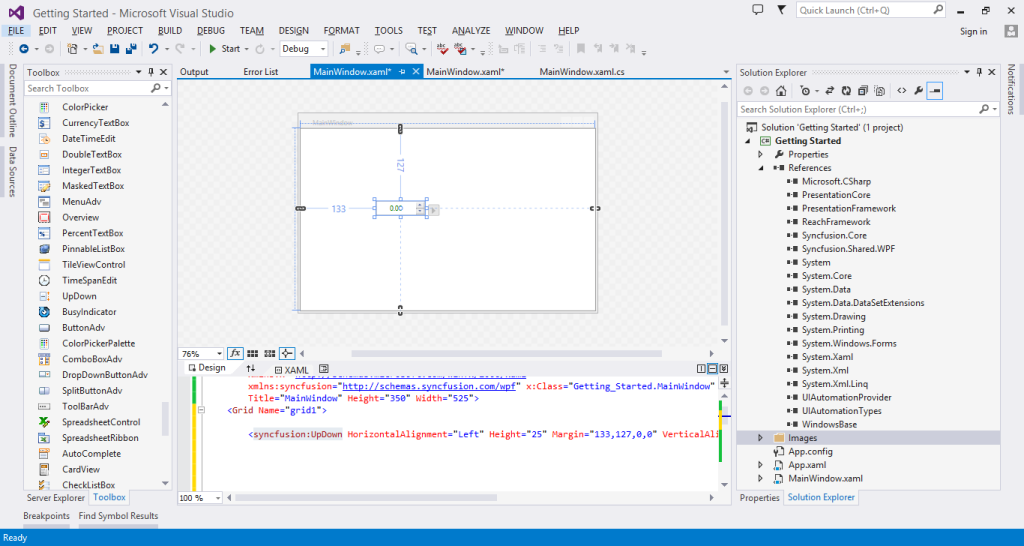 Getting Started - Microsoft Visual Studio
Quick Launch (Ctrl+Q)
FILE EDIT VIEW PROJECT BUILD DEBUG TEAM DESIGN FORMAT TOOLS TEST ANALYZE WINDOW HELP
Sign in
Start Debug
Document Outline
Data Sources
Toolbox
Search Toolbox
ColorPicker
CurrencyTextBox
DateTimeEdit
DoubleTextBox
IntegerTextBox
MaskedTextBox
MenuAdv
Overview
PercentTextBox
PinnableListBox
TileViewControl
TimeSpanEdit
UpDown
BusyIndicator
ButtonAdv
ColorPickerPalette
ComboBoxAdv
DropDownButtonAdv
SplitButtonAdv
ToolBarAdv
SpreadsheetControl
SpreadsheetRibbon
AutoComplete
CardView
CheckListBox
Server Explorer Toolbox
Breakpoints Find Symbol Results
Ready
Output Error List MainWindow.xaml* MainWindow.xaml* MainWindow.xaml.cs
MainWindow
127
133
0.00
76%
fx
Design XAML
xmlns:syncfusion="http://schemas.syncfusion.com/wpf" x:Class="Getting_Started.MainWindow"
Title="MainWindow" Height="350" Width="525">
<Grid Name="grid1">
<syncfusion:UpDown HorizontalAlignment="Left" Height="25" Margin="133,127,0,0" VerticalAli
100 %
Solution Explorer
Search Solution Explorer (Ctrl+;)
Solution 'Getting Started' (1 project)
C#
Getting Started
Properties
References
Microsoft.CSharp
PresentationCore
PresentationFramework
ReachFramework
Syncfusion.Core
Syncfusion.Shared.WPF
System
System.Core
System.Data
System.Data.DataSetExtensions
System.Drawing
System.Printing
System.Windows.Forms
System.Xaml
System.Xml
System.Xml.Linq
UIAutomationProvider
UIAutomationTypes
WindowsBase
Images
App.config
App.xaml
MainWindow.xaml
Properties Solution Explorer
Notifications